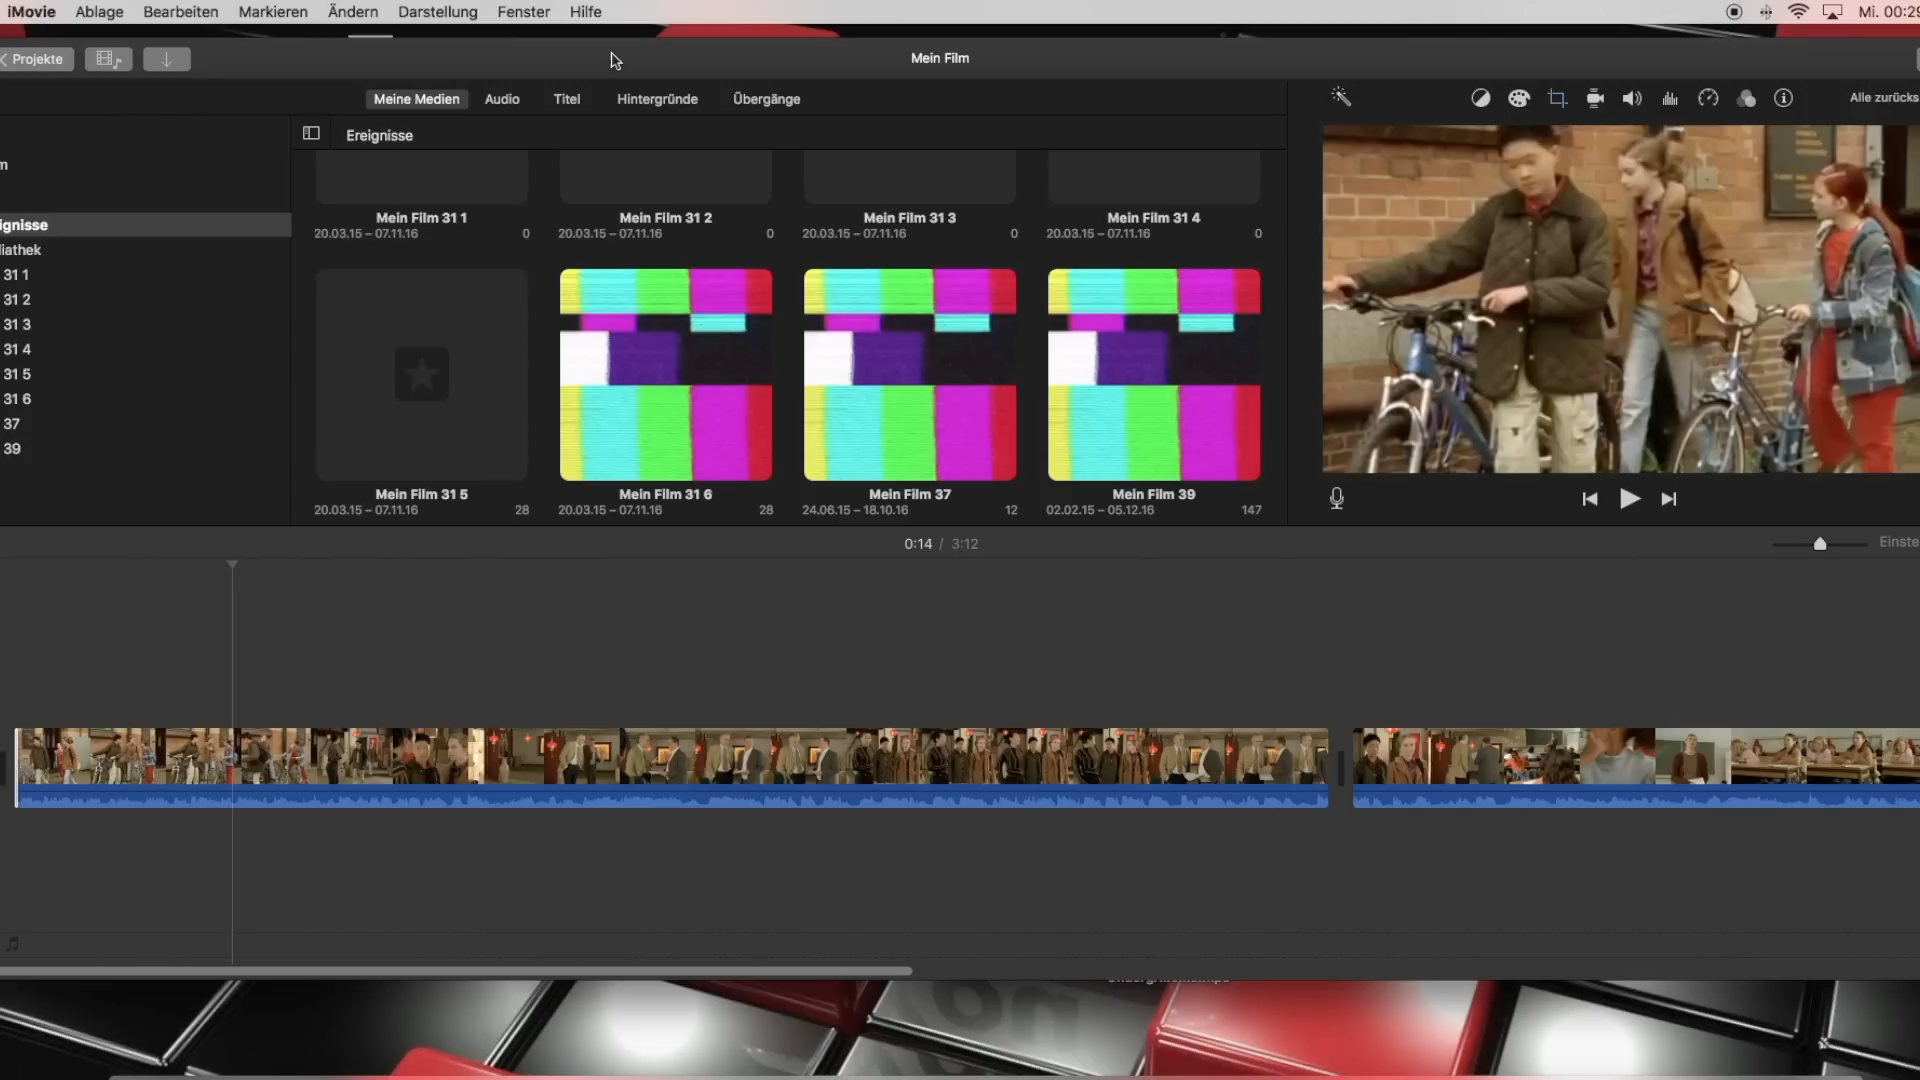 iMovie Ablage Bearbeiten Markieren Ändern Darstellung Fenster Hilfe Mi. 00:29
Projekte Mein Film
Meine Medien Audio Titel Hintergründe Übergänge Alle zurücks
Ereignisse
m
ignisse
liathek
31 1
31 2
31 3
31 4
31 5
31 6
37
39
Mein Film 31 1 Mein Film 31 2 Mein Film 31 3 Mein Film 31 4
20.03.15 – 07.11.16 0 20.03.15 – 07.11.16 0 20.03.15 – 07.11.16 0 20.03.15 – 07.11.16 0
Mein Film 31 5 Mein Film 31 6 Mein Film 37 Mein Film 39
20.03.15 – 07.11.16 28 20.03.15 – 07.11.16 28 24.06.15 – 18.10.16 12 02.02.15 – 05.12.16 147
0:14 / 3:12 Einste